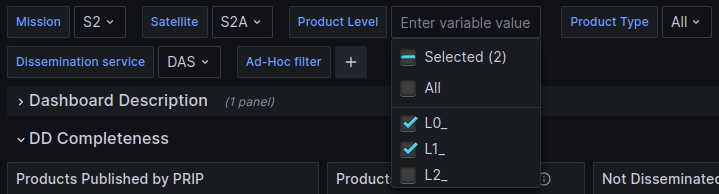 Mission S2 Satellite S2A Product Level Enter variable value Product Type All
Selected (2)
Dissemination service DAS Ad-Hoc filter +
All
Dashboard Description (1 panel)
L0_
DD Completeness
L1_
L2_
Products Published by PRIP Produc Not Disseminated